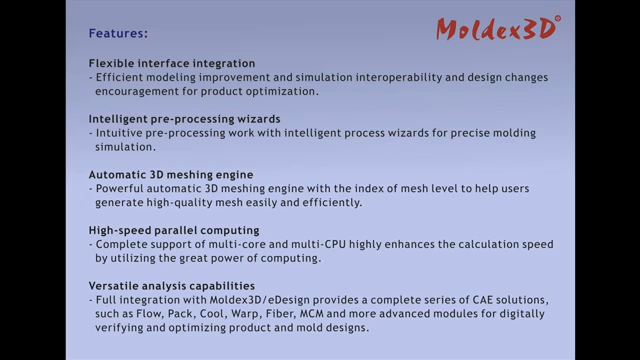 Features:
Moldex3D®
Flexible interface integration
- Efficient modeling improvement and simulation interoperability and design changes
encouragement for product optimization.
Intelligent pre-processing wizards
- Intuitive pre-processing work with intelligent process wizards for precise molding
simulation.
Automatic 3D meshing engine
- Powerful automatic 3D meshing engine with the index of mesh level to help users
generate high-quality mesh easily and efficiently.
High-speed parallel computing
- Complete support of multi-core and multi-CPU highly enhances the calculation speed
by utilizing the great power of computing.
Versatile analysis capabilities
- Full integration with Moldex3D/eDesign provides a complete series of CAE solutions,
such as Flow, Pack, Cool, Warp, Fiber, MCM and more advanced modules for digitally
verifying and optimizing product and mold designs.